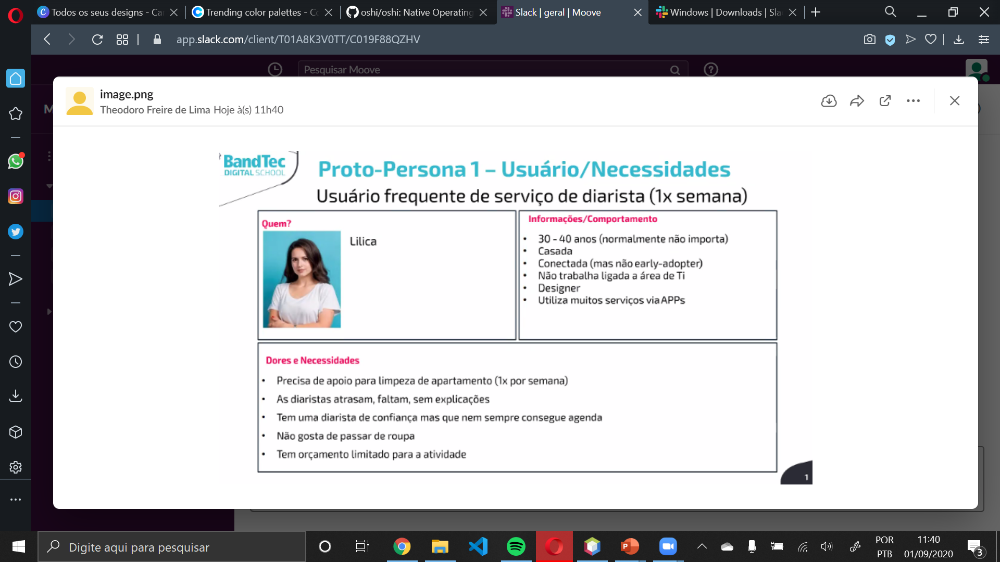 Todos os seus designs - Ca
Trending color palettes - Co
oshi/oshi: Native Operating
Slack | geral | Moove
Windows | Downloads | Sla
app.slack.com/client/T01A8K3V0TT/C019F88QZHV
Pesquisar Moove
M
image.png
Theodoro Freire de Lima Hoje à(s) 11h40
BandTec
DIGITAL SCHOOL
Proto-Persona 1 – Usuário/Necessidades
Usuário frequente de serviço de diarista (1x semana)
Quem?
Lilica
Informações/Comportamento
• 30 - 40 anos (normalmente não importa)
• Casada
• Conectada (mas não early-adopter)
• Não trabalha ligada a área de Ti
• Designer
• Utiliza muitos serviços via APPs
Dores e Necessidades
• Precisa de apoio para limpeza de apartamento (1x por semana)
• As diaristas atrasam, faltam, sem explicações
• Tem uma diarista de confiança mas que nem sempre consegue agenda
• Não gosta de passar de roupa
• Tem orçamento limitado para a atividade
1
Digite aqui para pesquisar
POR
PTB
11:40
01/09/2020
3